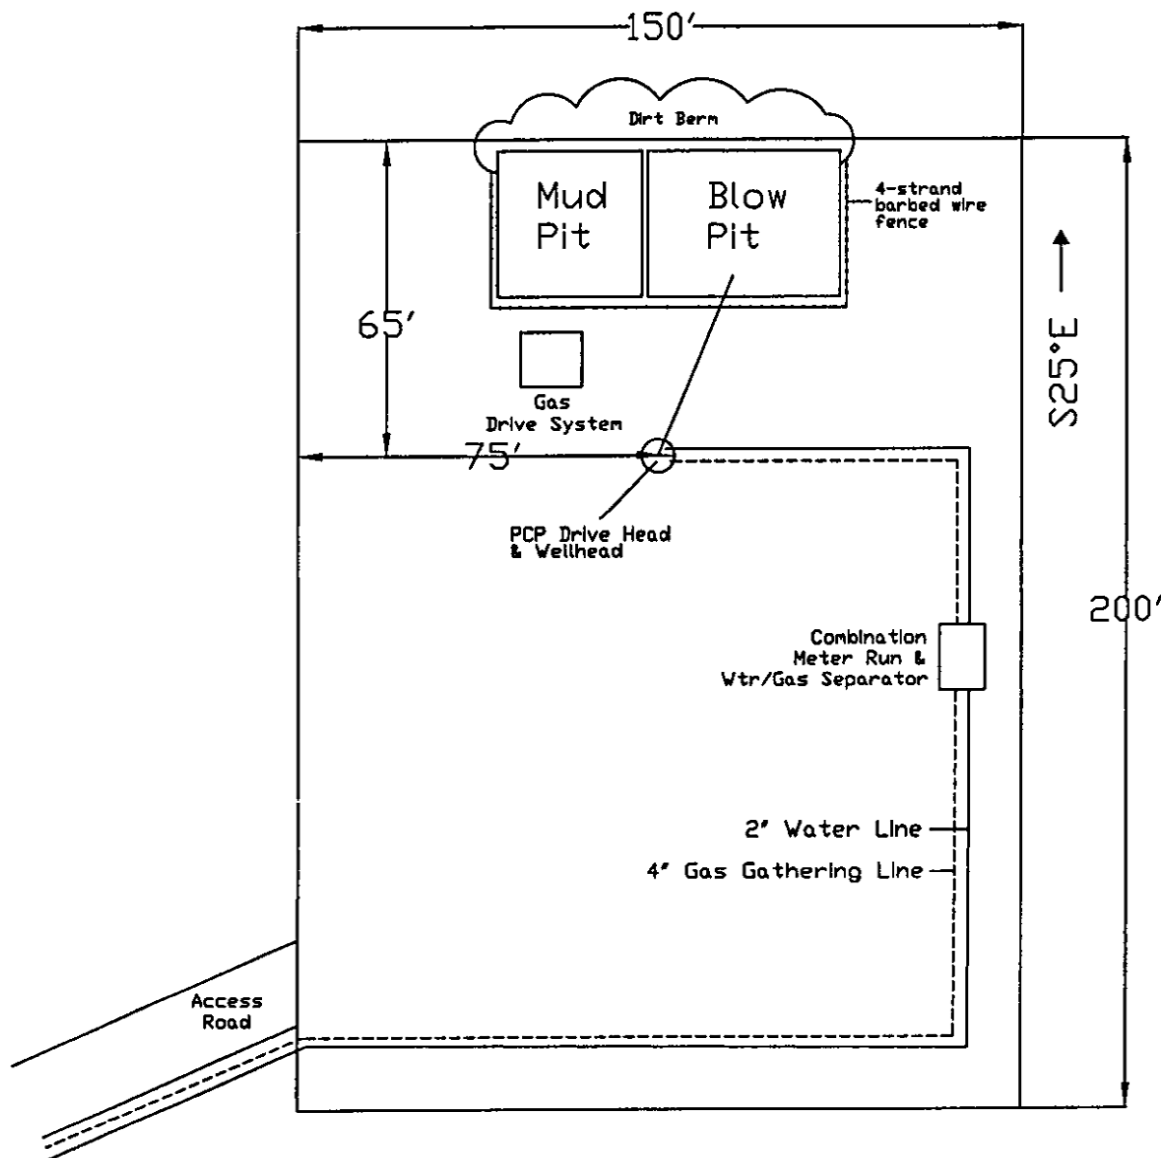 150'
Dirt Berm
Mud
Pit
Blow
Pit
4-strand
barbed wire
fence
65'
S25°E
Gas
Drive System
75'
PCP Drive Head
& Wellhead
200'
Combination
Meter Run &
Wtr/Gas Separator
2" Water Line
4" Gas Gathering Line
Access
Road